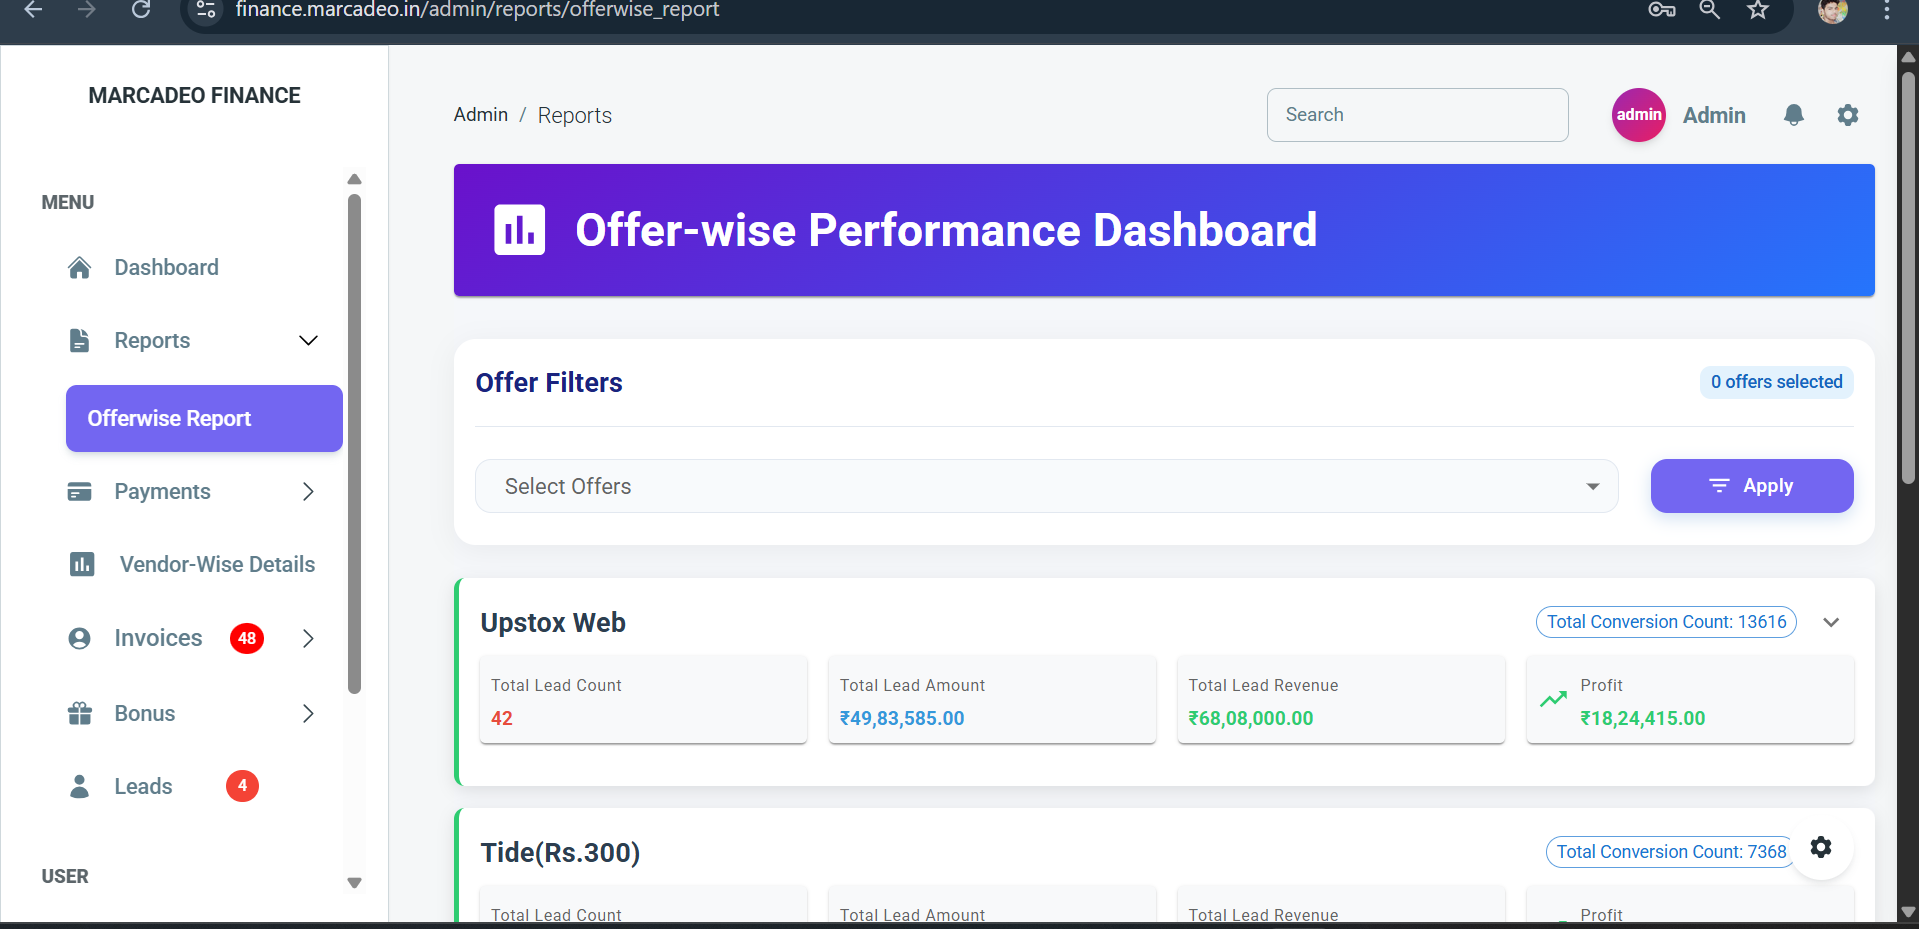 finance.marcadeo.in/admin/reports/offerwise_report
MARCADEO FINANCE
MENU
Dashboard
Reports
Offerwise Report
Payments
Vendor-Wise Details
Invoices 48
Bonus
Leads 4
USER
Admin / Reports
Search
admin Admin
Offer-wise Performance Dashboard
Offer Filters
0 offers selected
Select Offers
Apply
Upstox Web
Total Conversion Count: 13616
Total Lead Count
42
Total Lead Amount
₹49,83,585.00
Total Lead Revenue
₹68,08,000.00
Profit
₹18,24,415.00
Tide(Rs.300)
Total Conversion Count: 7368
Total Lead Count
Total Lead Amount
Total Lead Revenue
Profit